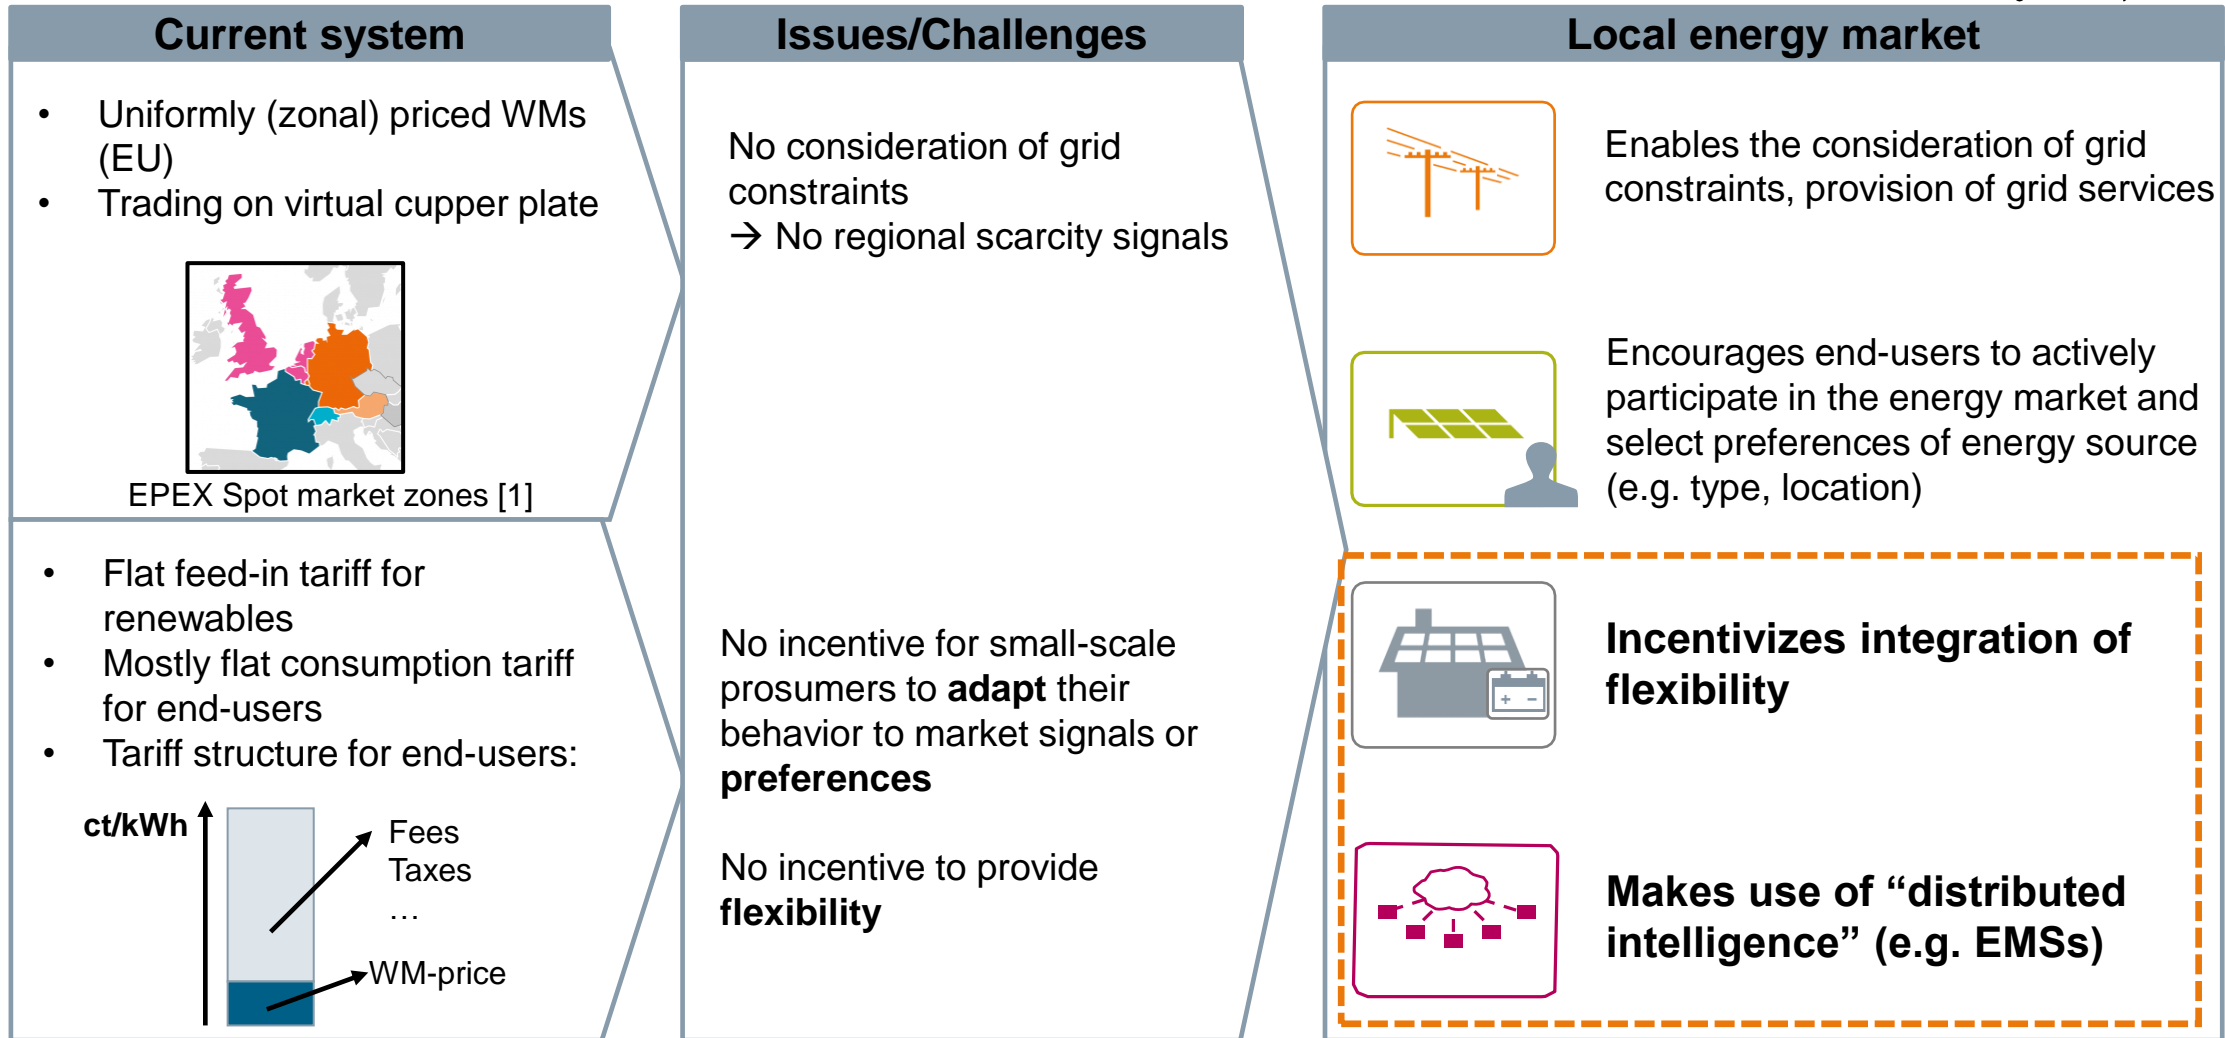 Current system
• Uniformly (zonal) priced WMs
(EU)
• Trading on virtual cupper plate
EPEX Spot market zones [1]
• Flat feed-in tariff for
renewables
• Mostly flat consumption tariff
for end-users
• Tariff structure for end-users:
ct/kWh
Fees
Taxes
…
WM-price
Issues/Challenges
No consideration of grid
constraints
→ No regional scarcity signals
No incentive for small-scale
prosumers to adapt their
behavior to market signals or
preferences
No incentive to provide
flexibility
Local energy market
Enables the consideration of grid
constraints, provision of grid services
Encourages end-users to actively
participate in the energy market and
select preferences of energy source
(e.g. type, location)
+ −
Incentivizes integration of
flexibility
Makes use of “distributed
intelligence” (e.g. EMSs)